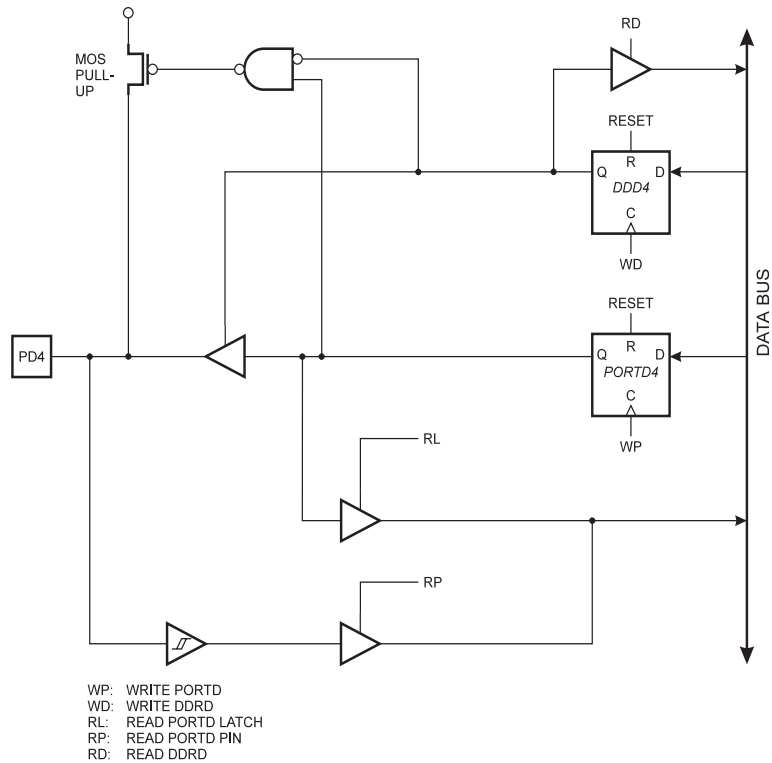 RD
MOS
PULL-
UP
RESET
R
Q
D
DDD4
C
WD
DATA BUS
RESET
R
Q
D
PD4
PORTD4
C
WP
RL
RP
WP: WRITE PORTD
WD: WRITE DDRD
RL: READ PORTD LATCH
RP: READ PORTD PIN
RD: READ DDRD